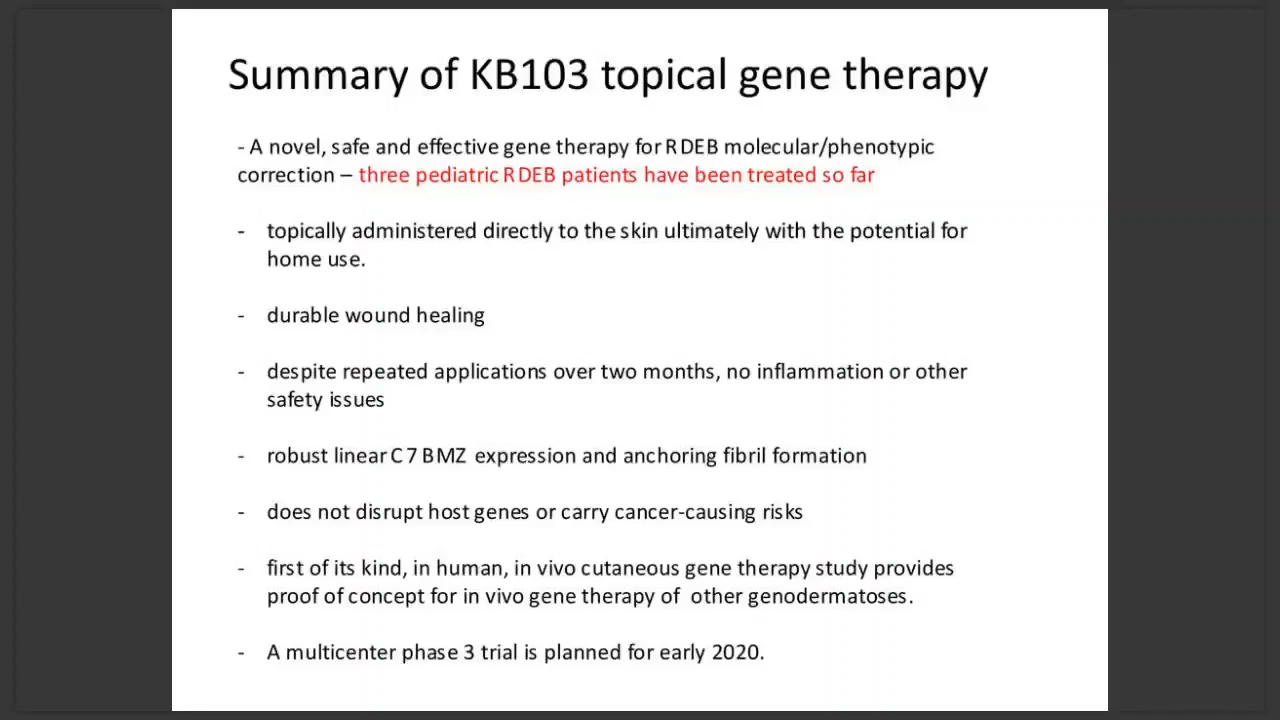 Summary of KB103 topical gene therapy
- A novel, safe and effective gene therapy for RDEB molecular/phenotypic
correction – three pediatric RDEB patients have been treated so far
- topically administered directly to the skin ultimately with the potential for
home use.
- durable wound healing
- despite repeated applications over two months, no inflammation or other
safety issues
- robust linear C7 BMZ expression and anchoring fibril formation
- does not disrupt host genes or carry cancer-causing risks
- first of its kind, in human, in vivo cutaneous gene therapy study provides
proof of concept for in vivo gene therapy of other genodermatoses.
- A multicenter phase 3 trial is planned for early 2020.